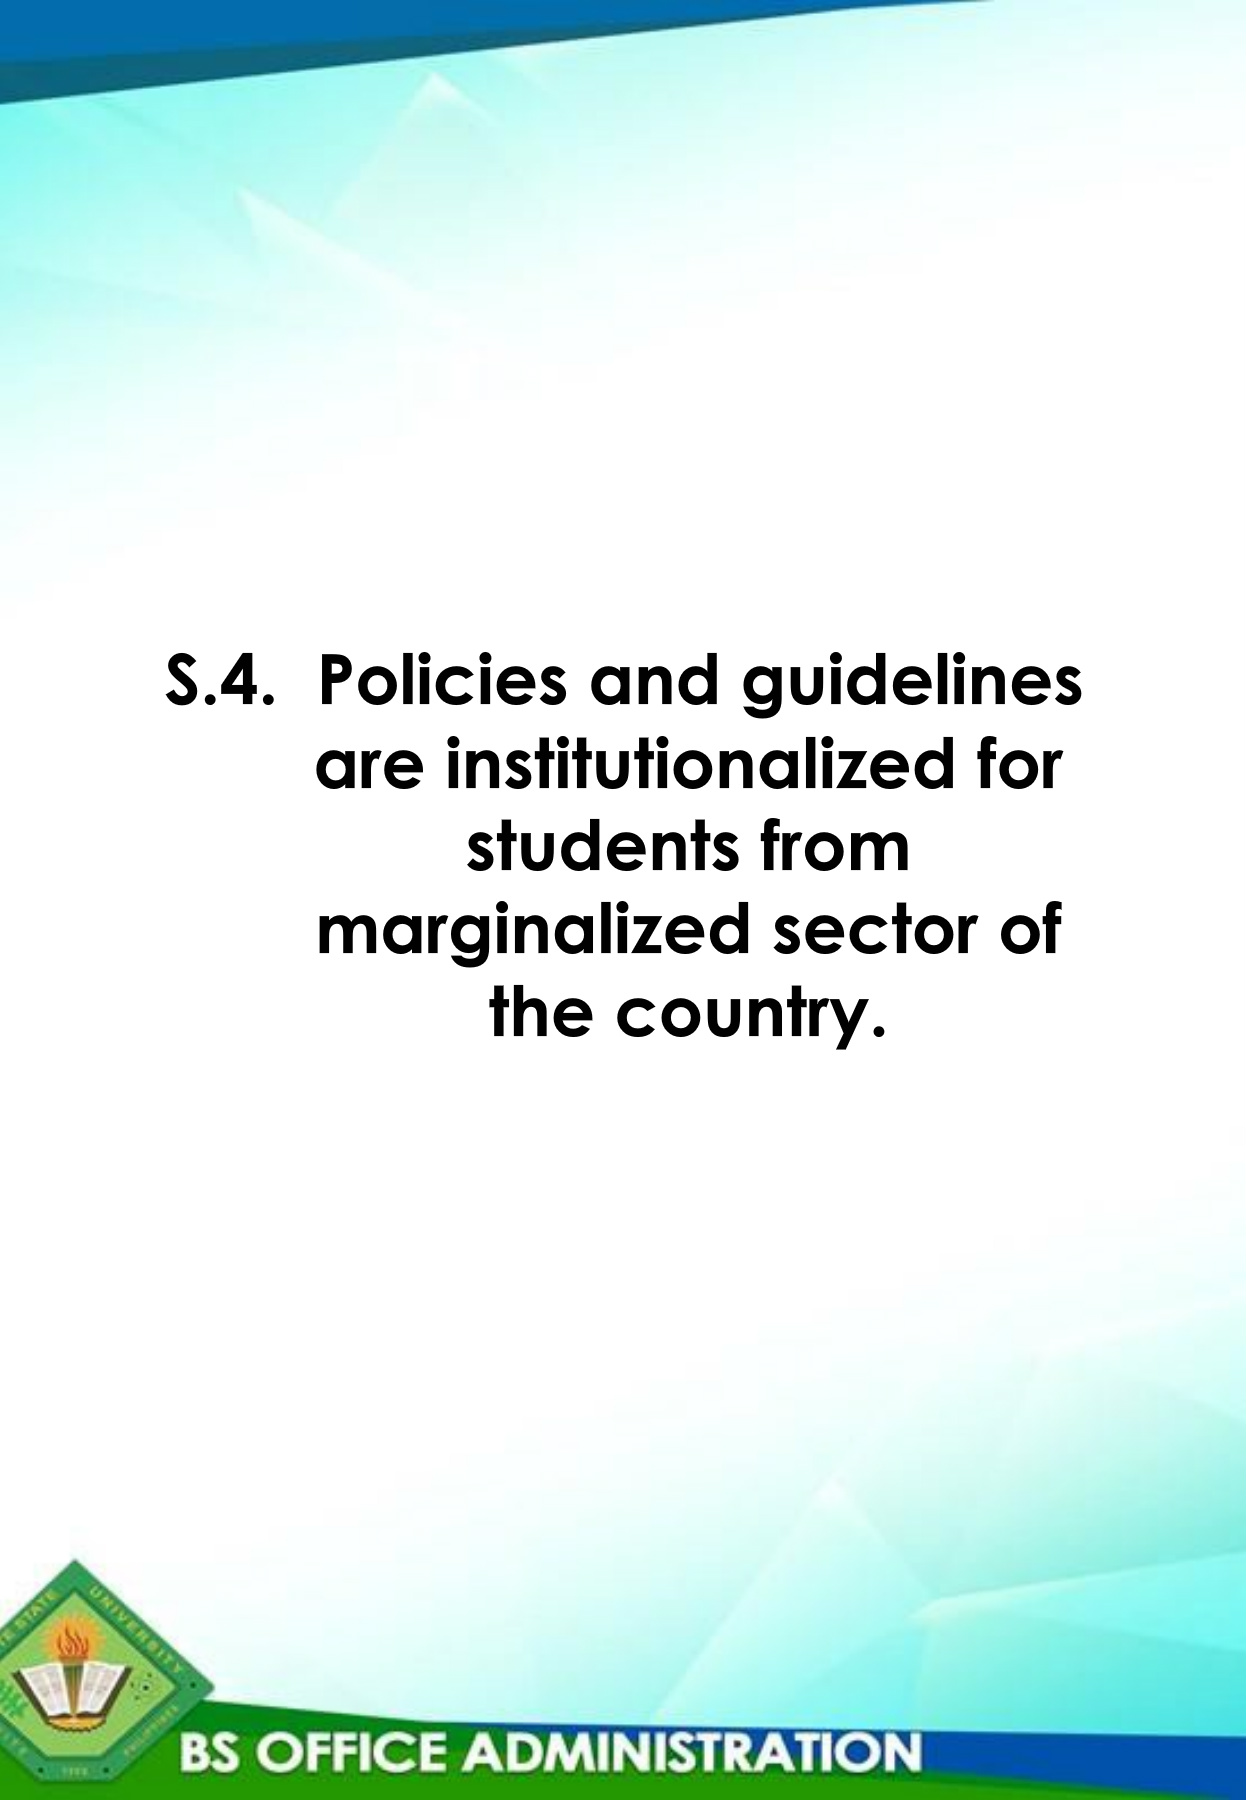 S.4. Policies and guidelines
are institutionalized for
students from
marginalized sector of
the country.
STATE UNIVERSITY
PHILIPPINES
BS OFFICE ADMINISTRATION